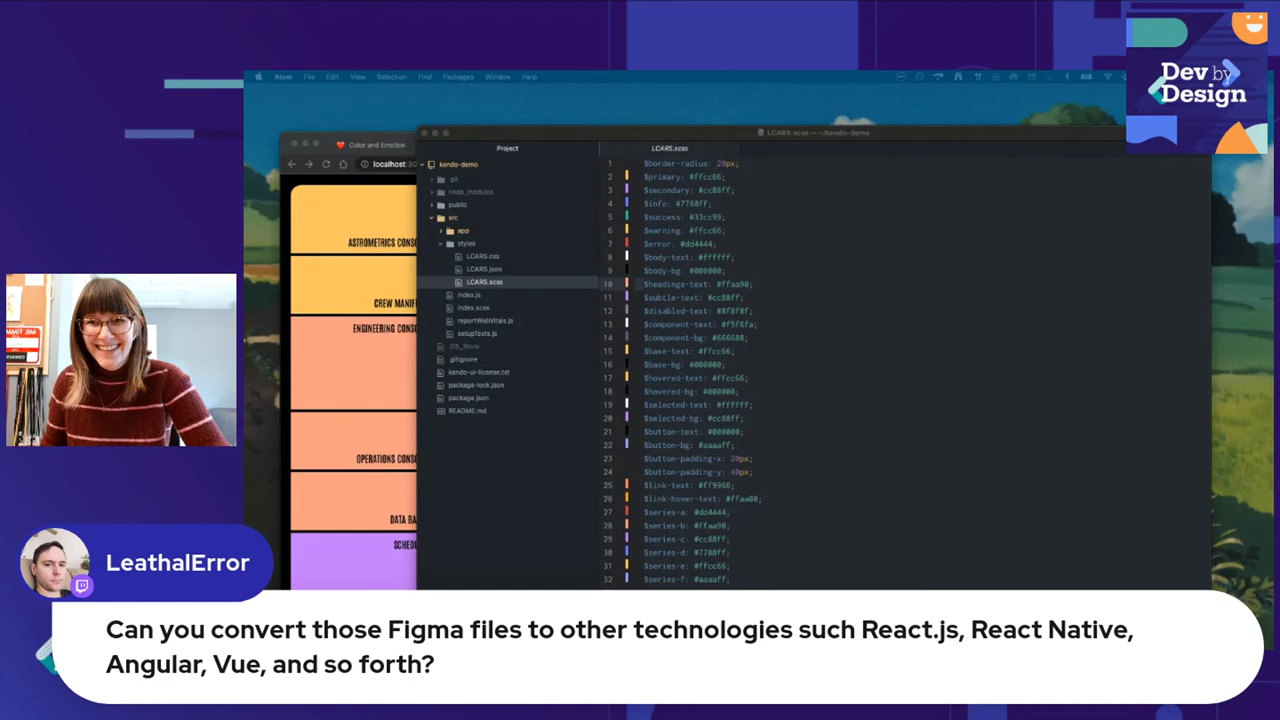 Dev by
Design
Atom File Edit View Selection Find Packages Window Help
LCARS.scss — ~/kendo-demo
Color and Emotion
localhost:30
Project
LCARS.scss
kendo-demo
.git
node_modules
public
src
app
styles
LCARS.css
LCARS.json
LCARS.scss
index.js
index.scss
reportWebVitals.js
setupTests.js
.DS_Store
.gitignore
kendo-ui-license.txt
package-lock.json
package.json
README.md
1 $border-radius: 20px;
2 $primary: #ffcc66;
3 $secondary: #cc88ff;
4 $info: #7788ff;
5 $success: #33cc99;
6 $warning: #ffcc66;
7 $error: #dd4444;
8 $body-text: #ffffff;
9 $body-bg: #000000;
10 $headings-text: #ffaa90;
11 $subtle-text: #cc88ff;
12 $disabled-text: #8f8f8f;
13 $component-text: #f5f6fa;
14 $component-bg: #666688;
15 $base-text: #ffcc66;
16 $base-bg: #000000;
17 $hovered-text: #ffcc66;
18 $hovered-bg: #000000;
19 $selected-text: #ffffff;
20 $selected-bg: #cc88ff;
21 $button-text: #000000;
22 $button-bg: #aaaaff;
23 $button-padding-x: 20px;
24 $button-padding-y: 40px;
25 $link-text: #ff9966;
26 $link-hover-text: #ffaa00;
27 $series-a: #dd4444;
28 $series-b: #ffaa90;
29 $series-c: #cc88ff;
30 $series-d: #7788ff;
31 $series-e: #ffcc66;
32 $series-f: #aaaaff;
ASTROMETRICS CONSO
CREW MANIF
ENGINEERING CONSO
OPERATIONS CONSO
DATA BA
SCHEDU
LeathalError
Can you convert those Figma files to other technologies such React.js, React Native,
Angular, Vue, and so forth?